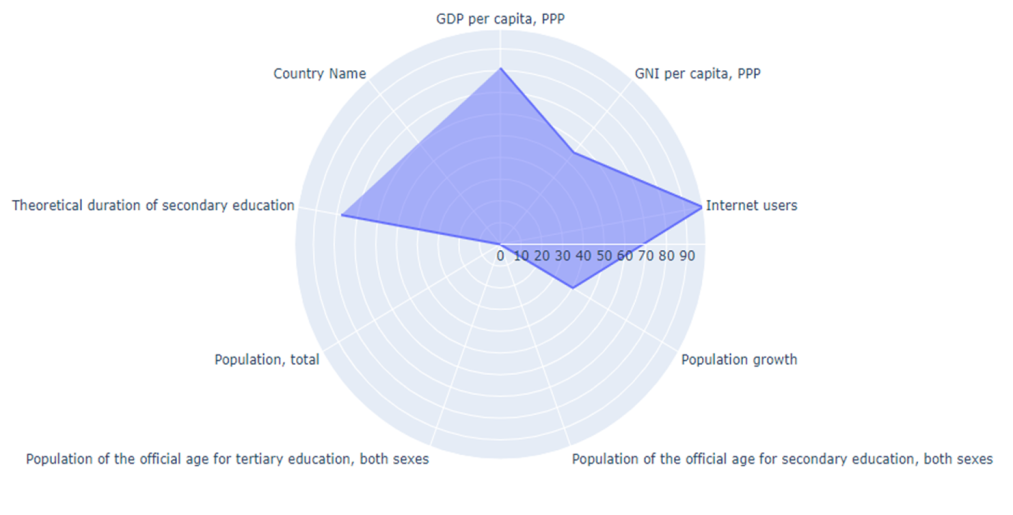 GDP per capita, PPP
Country Name
GNI per capita, PPP
Theoretical duration of secondary education
Internet users
0 10 20 30 40 50 60 70 80 90
Population, total
Population growth
Population of the official age for tertiary education, both sexes
Population of the official age for secondary education, both sexes